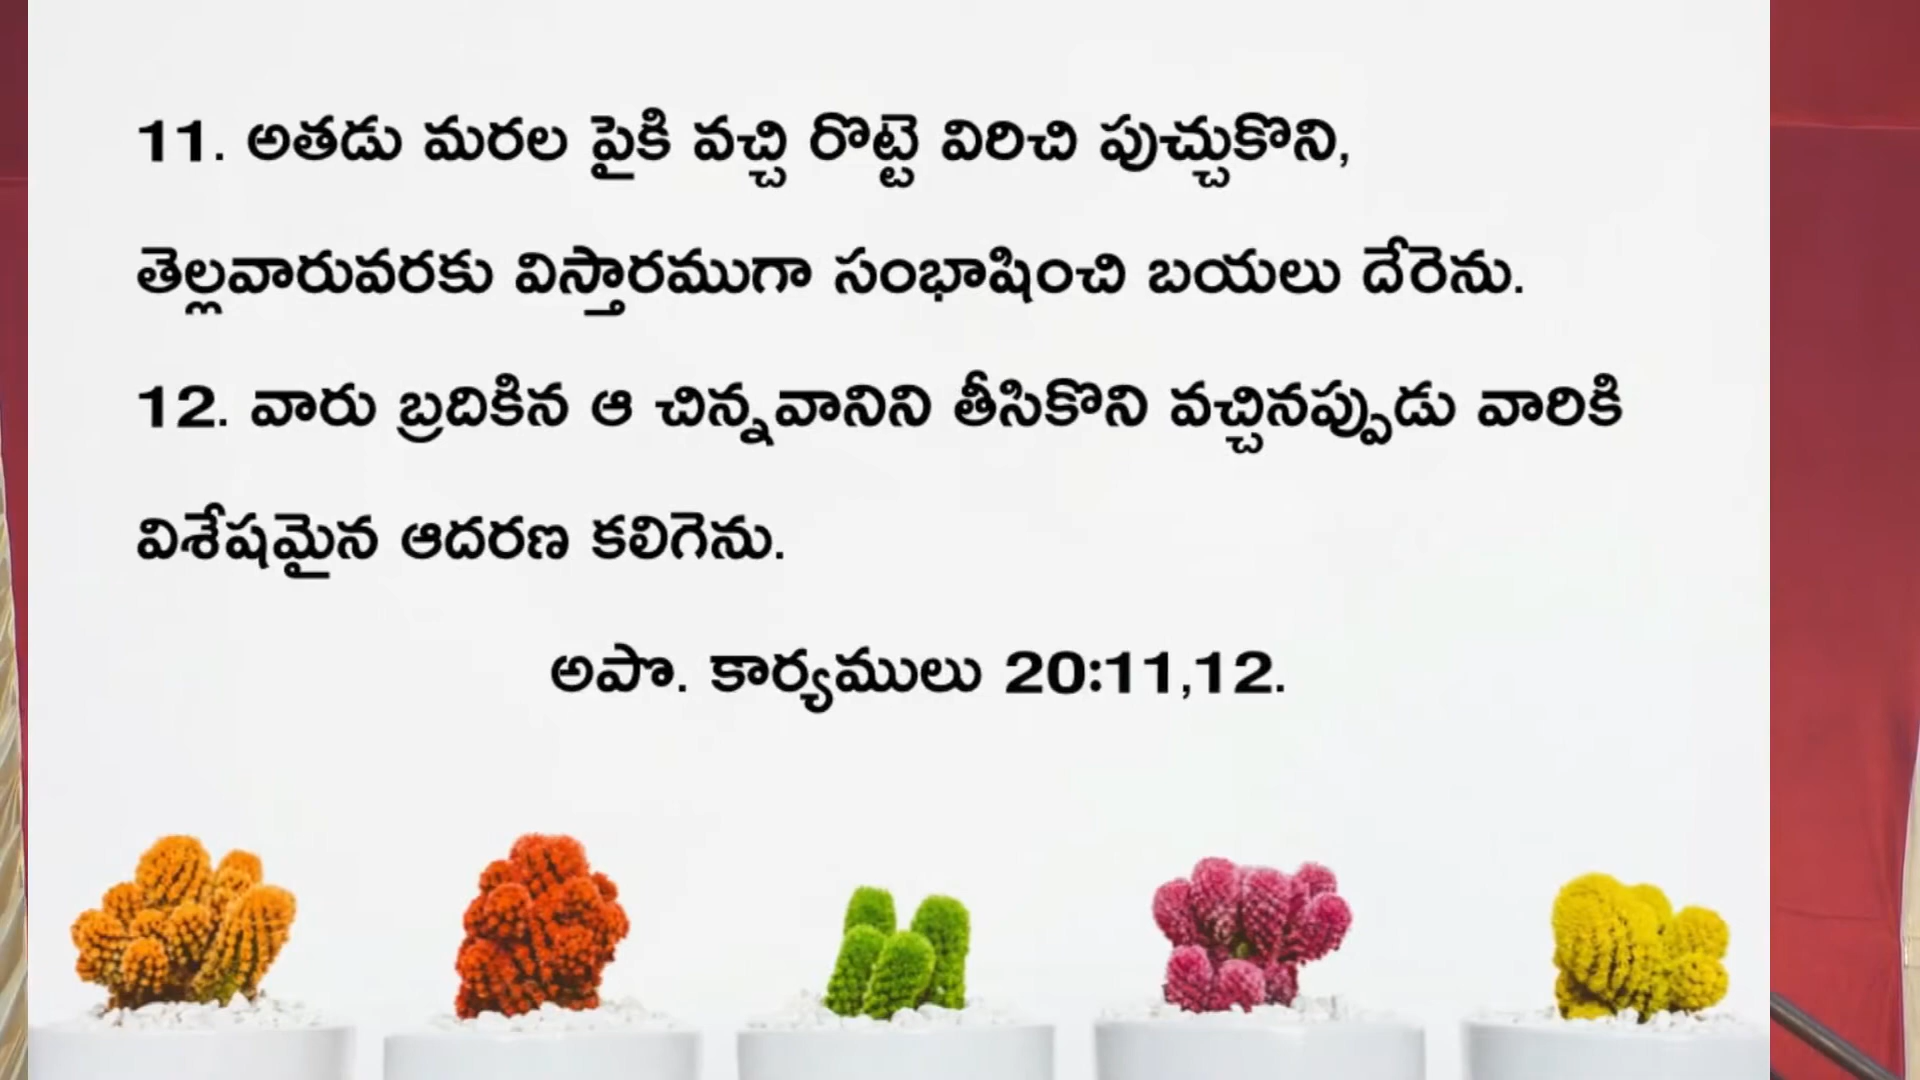 11. అతడు మరల పైకి వచ్చి రొట్టె విరిచి పుచ్చుకొని,
తెల్లవారువరకు విస్తారముగా సంభాషించి బయలు దేరెను.
12. వారు బ్రదికిన ఆ చిన్నవానిని తీసికొని వచ్చినప్పుడు వారికి
విశేషమైన ఆదరణ కలిగెను.
అపొ. కార్యములు 20:11,12.